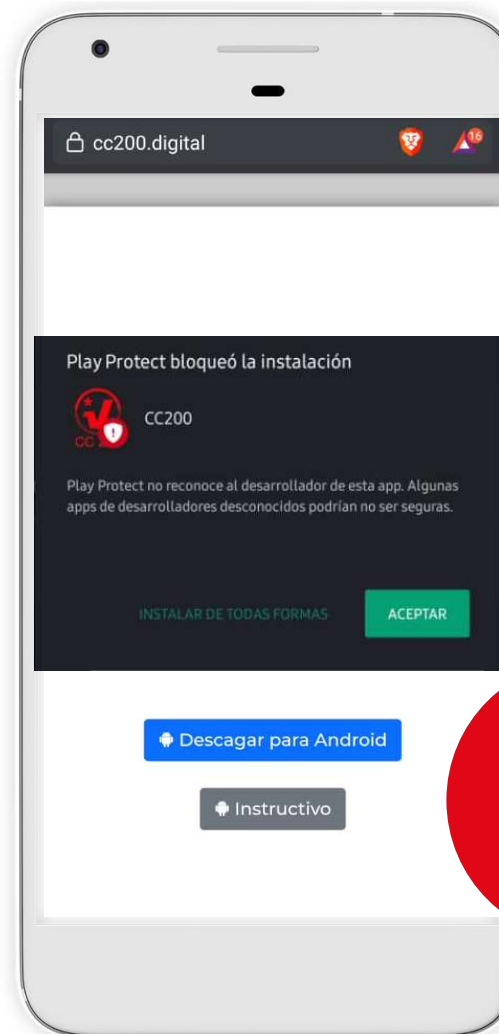 cc200.digital
16
Play Protect bloqueó la instalación
CC200
CC
Play Protect no reconoce al desarrollador de esta app. Algunas
apps de desarrolladores desconocidos podrían no ser seguras.
INSTALAR DE TODAS FORMAS
ACEPTAR
Descagar para Android
Instructivo